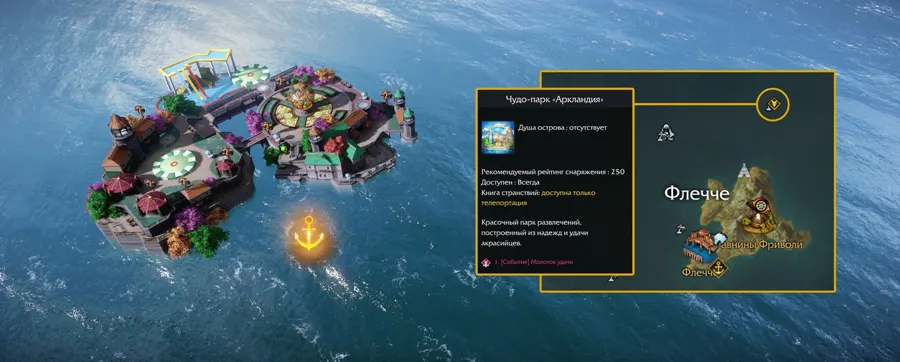 Чудо-парк «Аркландия»
Душа острова : отсутствует
Рекомендуемый рейтинг снаряжения : 250
Доступен : Всегда
Книга странствий: доступна только
телепортация
Красочный парк развлечений,
построенный из надежд и удачи
акрасийцев.
1. [Событие] Молоток удачи
Флечче
авнины Фриволи
Флечч